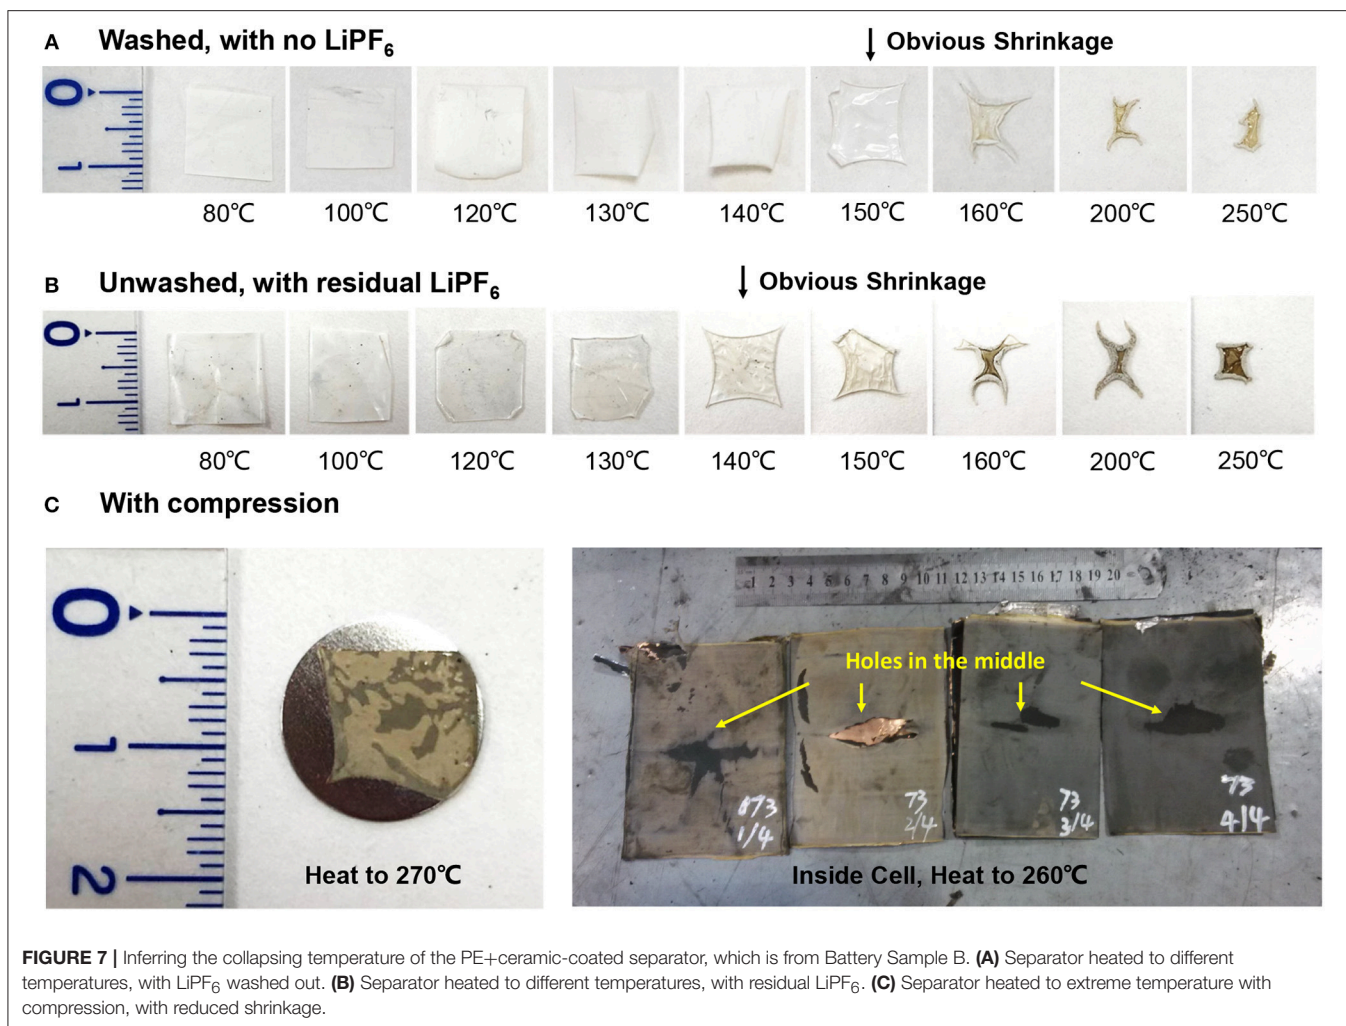 A Washed, with no LiPF6
Obvious Shrinkage
0
1
80℃ 100℃ 120℃ 130℃ 140℃ 150℃ 160℃ 200℃ 250℃
B Unwashed, with residual LiPF6
Obvious Shrinkage
0
1
80℃ 100℃ 120℃ 130℃ 140℃ 150℃ 160℃ 200℃ 250℃
C With compression
0
1
2
Heat to 270℃
1 2 3 4 5 6 7 8 9 10 11 12 13 14 15 16 17 18 19 20
Holes in the middle
73 73 73
1/4 2/4 3/4 4/4
Inside Cell, Heat to 260℃
FIGURE 7 | Inferring the collapsing temperature of the PE+ceramic-coated separator, which is from Battery Sample B. (A) Separator heated to different
temperatures, with LiPF6 washed out. (B) Separator heated to different temperatures, with residual LiPF6. (C) Separator heated to extreme temperature with
compression, with reduced shrinkage.